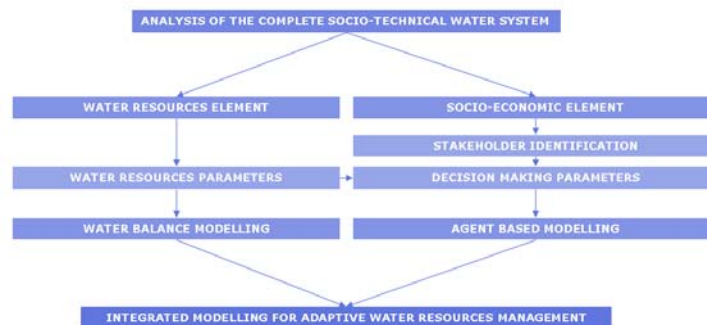 ANALYSIS OF THE COMPLETE SOCIO-TECHNICAL WATER SYSTEM
WATER RESOURCES ELEMENT
SOCIO-ECONOMIC ELEMENT
STAKEHOLDER IDENTIFICATION
WATER RESOURCES PARAMETERS
DECISION MAKING PARAMETERS
WATER BALANCE MODELLING
AGENT BASED MODELLING
INTEGRATED MODELLING FOR ADAPTIVE WATER RESOURCES MANAGEMENT